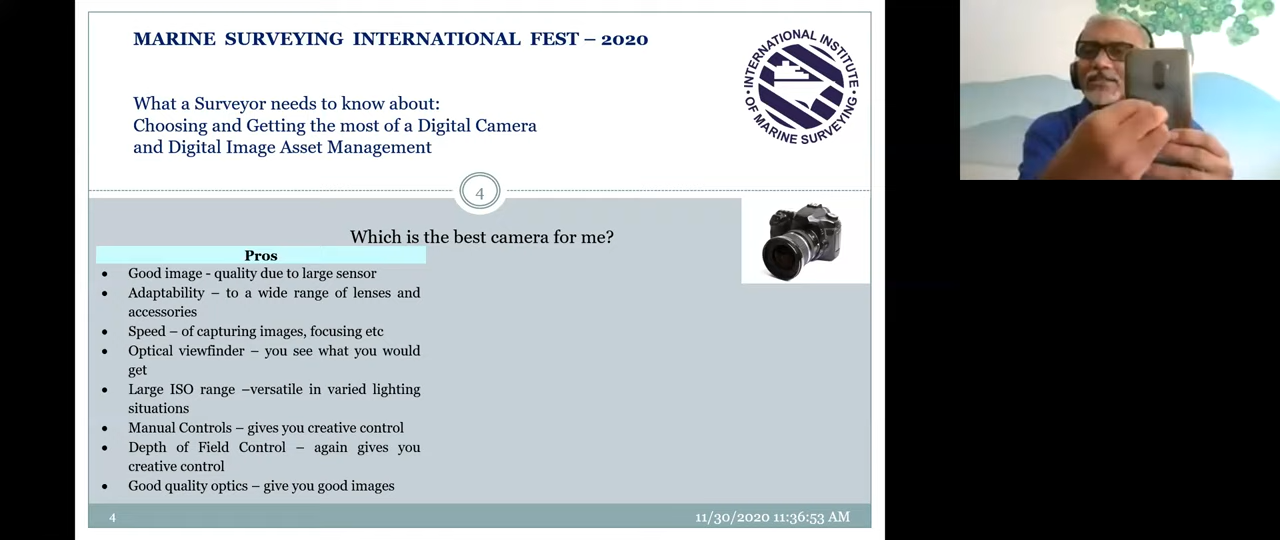 MARINE SURVEYING INTERNATIONAL FEST – 2020
INTERNATIONAL INSTITUTE
• OF MARINE SURVEYING •
What a Surveyor needs to know about:
Choosing and Getting the most of a Digital Camera
and Digital Image Asset Management
4
Which is the best camera for me?
Pros
• Good image - quality due to large sensor
• Adaptability – to a wide range of lenses and
accessories
• Speed – of capturing images, focusing etc
• Optical viewfinder – you see what you would
get
• Large ISO range –versatile in varied lighting
situations
• Manual Controls – gives you creative control
• Depth of Field Control – again gives you
creative control
• Good quality optics – give you good images
4
11/30/2020 11:36:53 AM